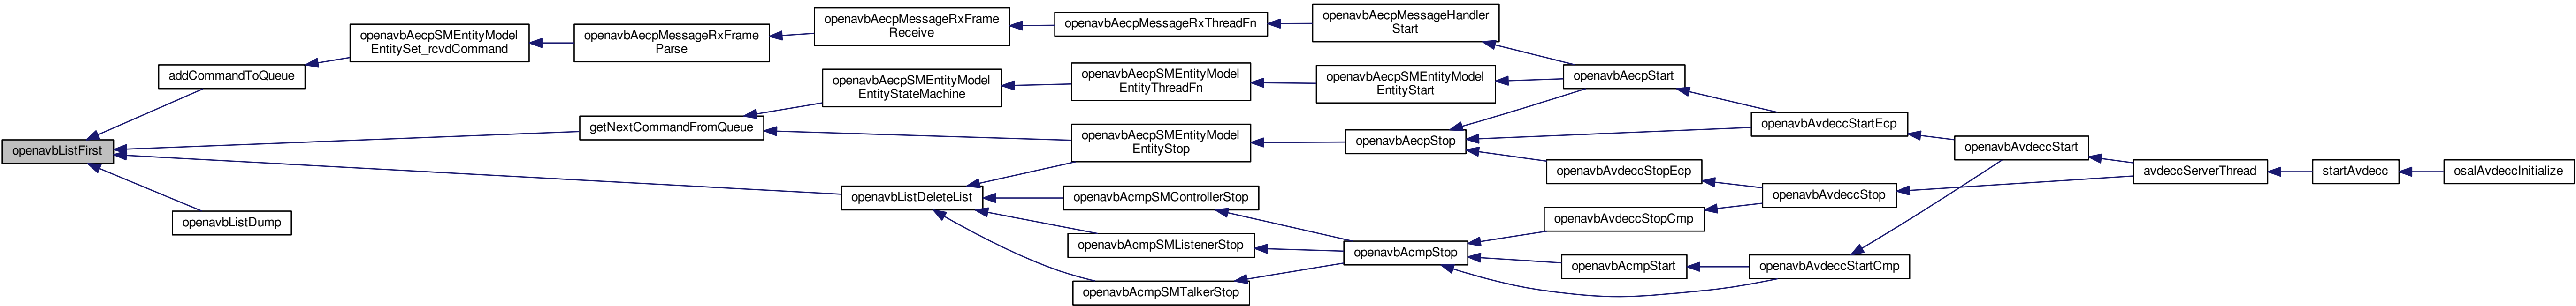 openavbListFirst
addCommandToQueue
openavbAecpSMEntityModel
EntitySet_rcvdCommand
openavbAecpMessageRxFrame
Parse
openavbAecpMessageRxFrame
Receive
openavbAecpMessageRxThreadFn
openavbAecpMessageHandler
Start
openavbAecpStart
openavbAvdeccStartEcp
openavbAvdeccStart
avdeccServerThread
startAvdecc
osalAvdeccInitialize
getNextCommandFromQueue
openavbAecpSMEntityModel
EntityStateMachine
openavbAecpSMEntityModel
EntityThreadFn
openavbAecpSMEntityModel
EntityStart
openavbAecpSMEntityModel
EntityStop
openavbAecpStop
openavbAvdeccStopEcp
openavbAvdeccStop
openavbListDeleteList
openavbAcmpSMControllerStop
openavbAcmpSMListenerStop
openavbAcmpSMTalkerStop
openavbAcmpStop
openavbAvdeccStopCmp
openavbAcmpStart
openavbAvdeccStartCmp
openavbListDump